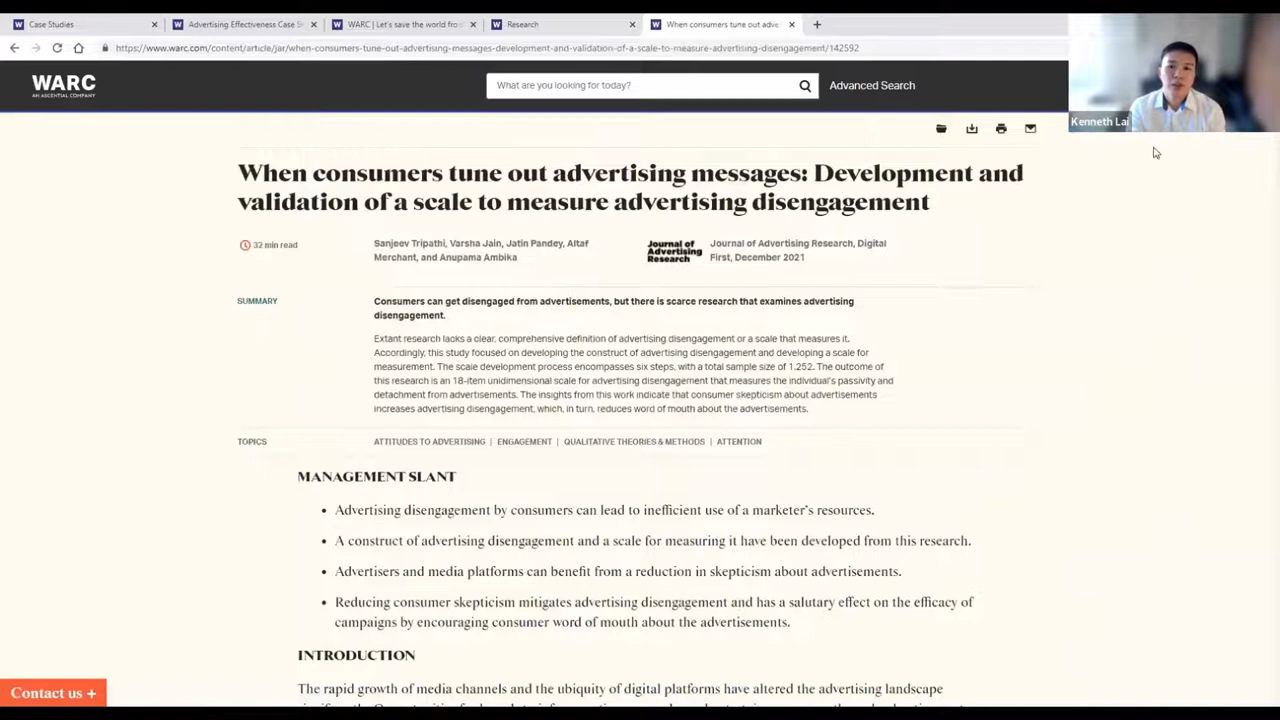 Case Studies
Advertising Effectiveness Case S
WARC | Let's save the world fro
Research
When consumers tune out adve
https://www.warc.com/content/article/jar/when-consumers-tune-out-advertising-messages-development-and-validation-of-a-scale-to-measure-advertising-disengagement/142592
WARC
AN ASCENTIAL COMPANY
What are you looking for today?
Advanced Search
Kenneth Lai
When consumers tune out advertising messages: Development and
validation of a scale to measure advertising disengagement
32 min read
Sanjeev Tripathi, Varsha Jain, Jatin Pandey, Altaf
Merchant, and Anupama Ambika
Journal of
Advertising
Research
Journal of Advertising Research, Digital
First, December 2021
SUMMARY
Consumers can get disengaged from advertisements, but there is scarce research that examines advertising
disengagement.
Extant research lacks a clear, comprehensive definition of advertising disengagement or a scale that measures it.
Accordingly, this study focused on developing the construct of advertising disengagement and developing a scale for
measurement. The scale development process encompasses six steps, with a total sample size of 1,252. The outcome of
this research is an 18-item unidimensional scale for advertising disengagement that measures the individual's passivity and
detachment from advertisements. The insights from this work indicate that consumer skepticism about advertisements
increases advertising disengagement, which, in turn, reduces word of mouth about the advertisements.
TOPICS
ATTITUDES TO ADVERTISING | ENGAGEMENT | QUALITATIVE THEORIES & METHODS | ATTENTION
MANAGEMENT SLANT
• Advertising disengagement by consumers can lead to inefficient use of a marketer's resources.
• A construct of advertising disengagement and a scale for measuring it have been developed from this research.
• Advertisers and media platforms can benefit from a reduction in skepticism about advertisements.
• Reducing consumer skepticism mitigates advertising disengagement and has a salutary effect on the efficacy of
campaigns by encouraging consumer word of mouth about the advertisements.
INTRODUCTION
The rapid growth of media channels and the ubiquity of digital platforms have altered the advertising landscape
Contact us +